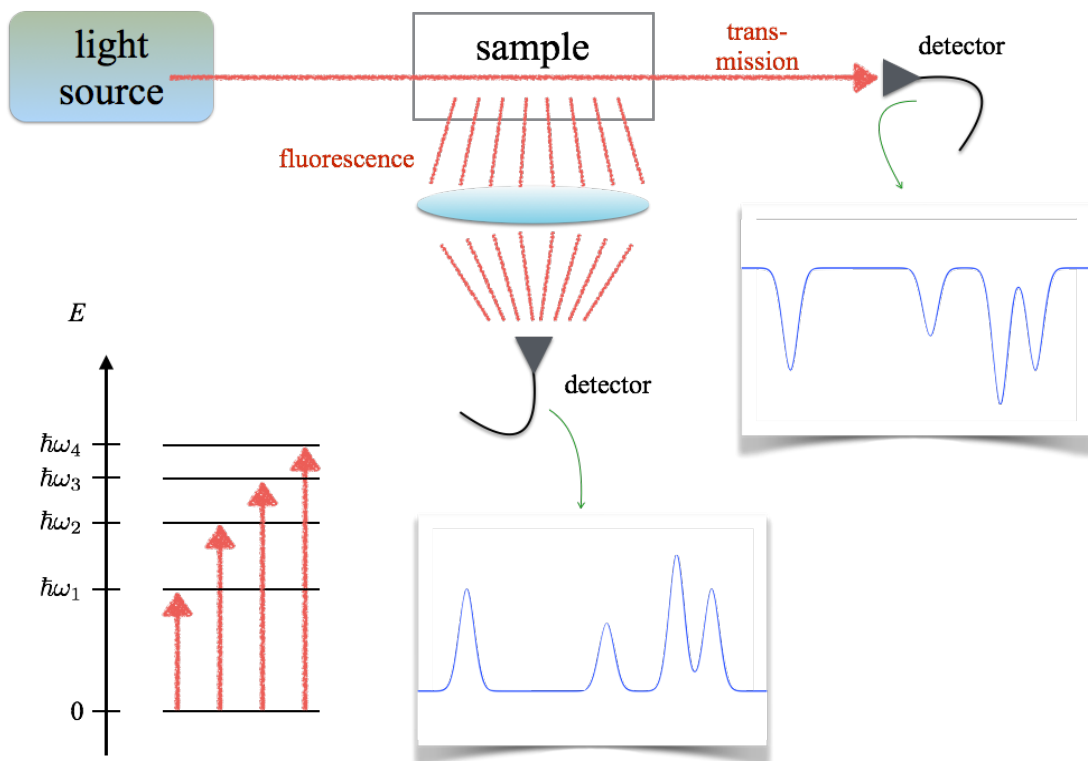 light
source
sample
trans-
mission
detector
fluorescence
detector
E
ħω₄
ħω₃
ħω₂
ħω₁
0